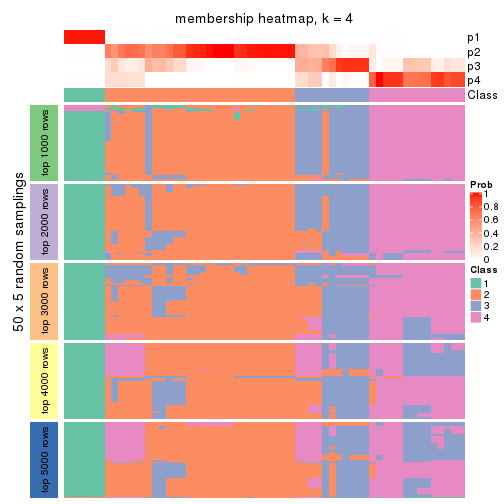 membership heatmap, k = 4
p1
p2
p3
p4
Class
50 x 5 random samplings
top 1000 rows
top 2000 rows
top 3000 rows
top 4000 rows
top 5000 rows
Prob
1
0.8
0.6
0.4
0.2
0
Class
1
2
3
4